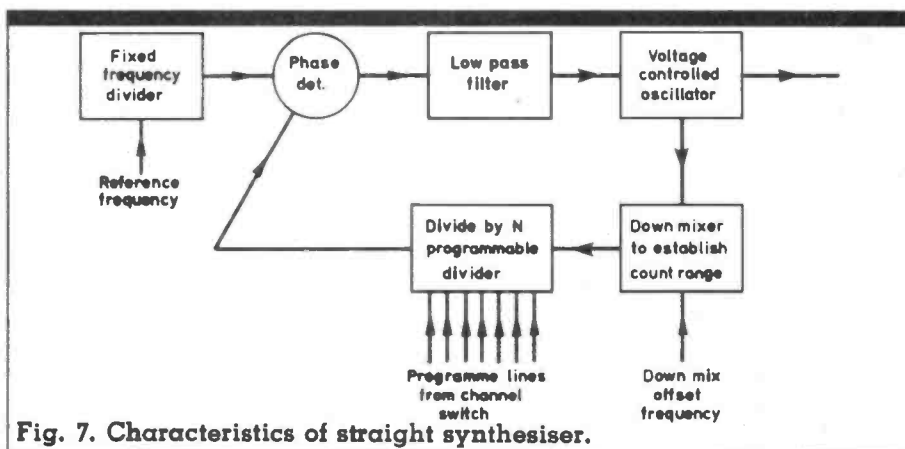 Fixed
frequency
divider
Phase
det.
Low pass
filter
Voltage
controlled
oscillator
Reference
frequency
Divide by N
programmable
divider
Down mixer
to establish
count range
Programme lines
from channel
switch
Down mix
offset
frequency
Fig. 7. Characteristics of straight synthesiser.